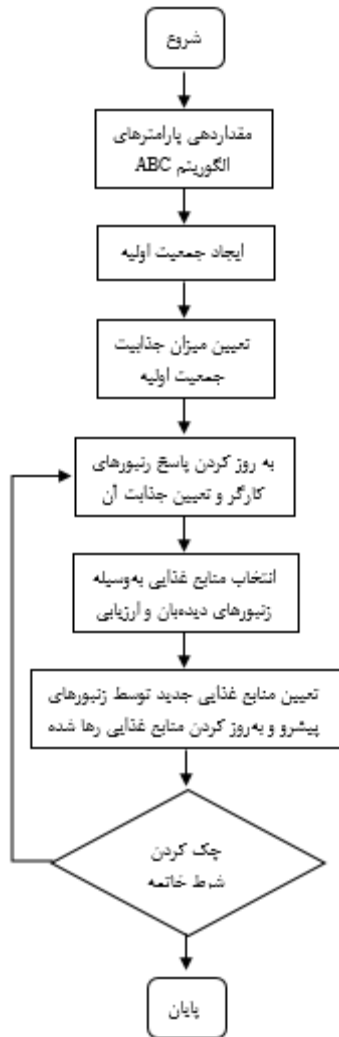 شروع
مقداردهی پارامترهای
الگوریتم ABC
ایجاد جمعیت اولیه
تعیین میزان جذابیت
جمعیت اولیه
به روز کردن پاسخ زنبورهای
کارگر و تعیین جذابت آن
انتخاب منابع غذایی به‌وسیله
زنبورهای دیده‌بان و ارزیابی
تعیین منابع غذایی جدید توسط زنبورهای
پیشرو و به‌روز کردن منابع غذایی رها شده
چک کردن
شرط خاتمه
پایان